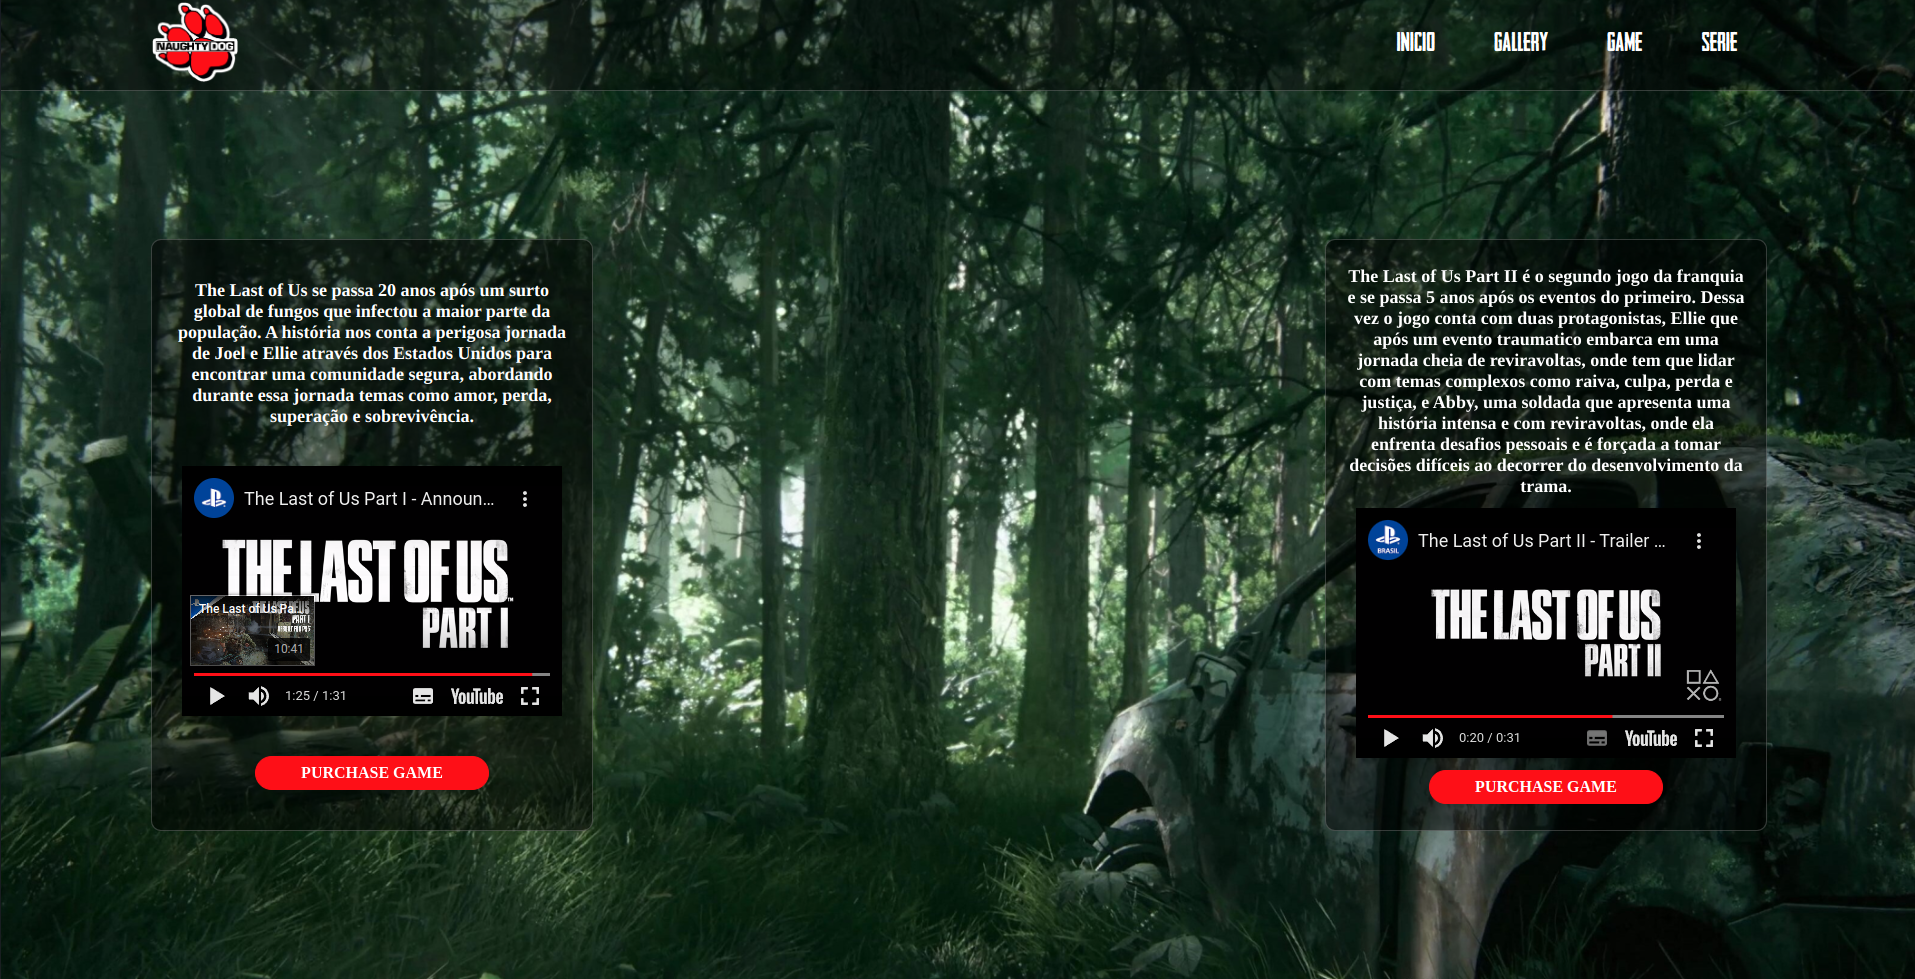 NAUGHTY DOG
INICIO
GALLERY
GAME
SERIE
The Last of Us se passa 20 anos após um surto
global de fungos que infectou a maior parte da
população. A história nos conta a perigosa jornada
de Joel e Ellie através dos Estados Unidos para
encontrar uma comunidade segura, abordando
durante essa jornada temas como amor, perda,
superação e sobrevivência.
The Last of Us Part I - Announ...
THE LAST OF US
PART I
The Last of Us Pa...
10:41
1:25 / 1:31
YouTube
PURCHASE GAME
The Last of Us Part II é o segundo jogo da franquia
e se passa 5 anos após os eventos do primeiro. Dessa
vez o jogo conta com duas protagonistas, Ellie que
após um evento traumatico embarca em uma
jornada cheia de reviravoltas, onde tem que lidar
com temas complexos como raiva, culpa, perda e
justiça, e Abby, uma soldada que apresenta uma
história intensa e com reviravoltas, onde ela
enfrenta desafios pessoais e é forçada a tomar
decisões difíceis ao decorrer do desenvolvimento da
trama.
BRASIL
The Last of Us Part II - Trailer ...
THE LAST OF US
PART II
0:20 / 0:31
YouTube
PURCHASE GAME